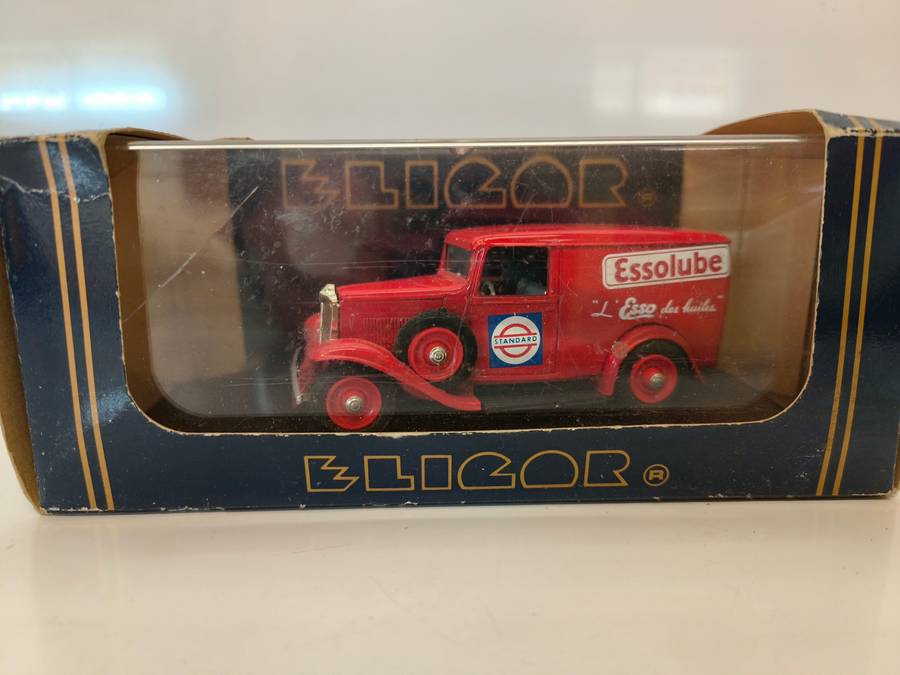 ELIGOR ®
Essolube
"L'Esso des huiles"
STANDARD
ELIGOR ®